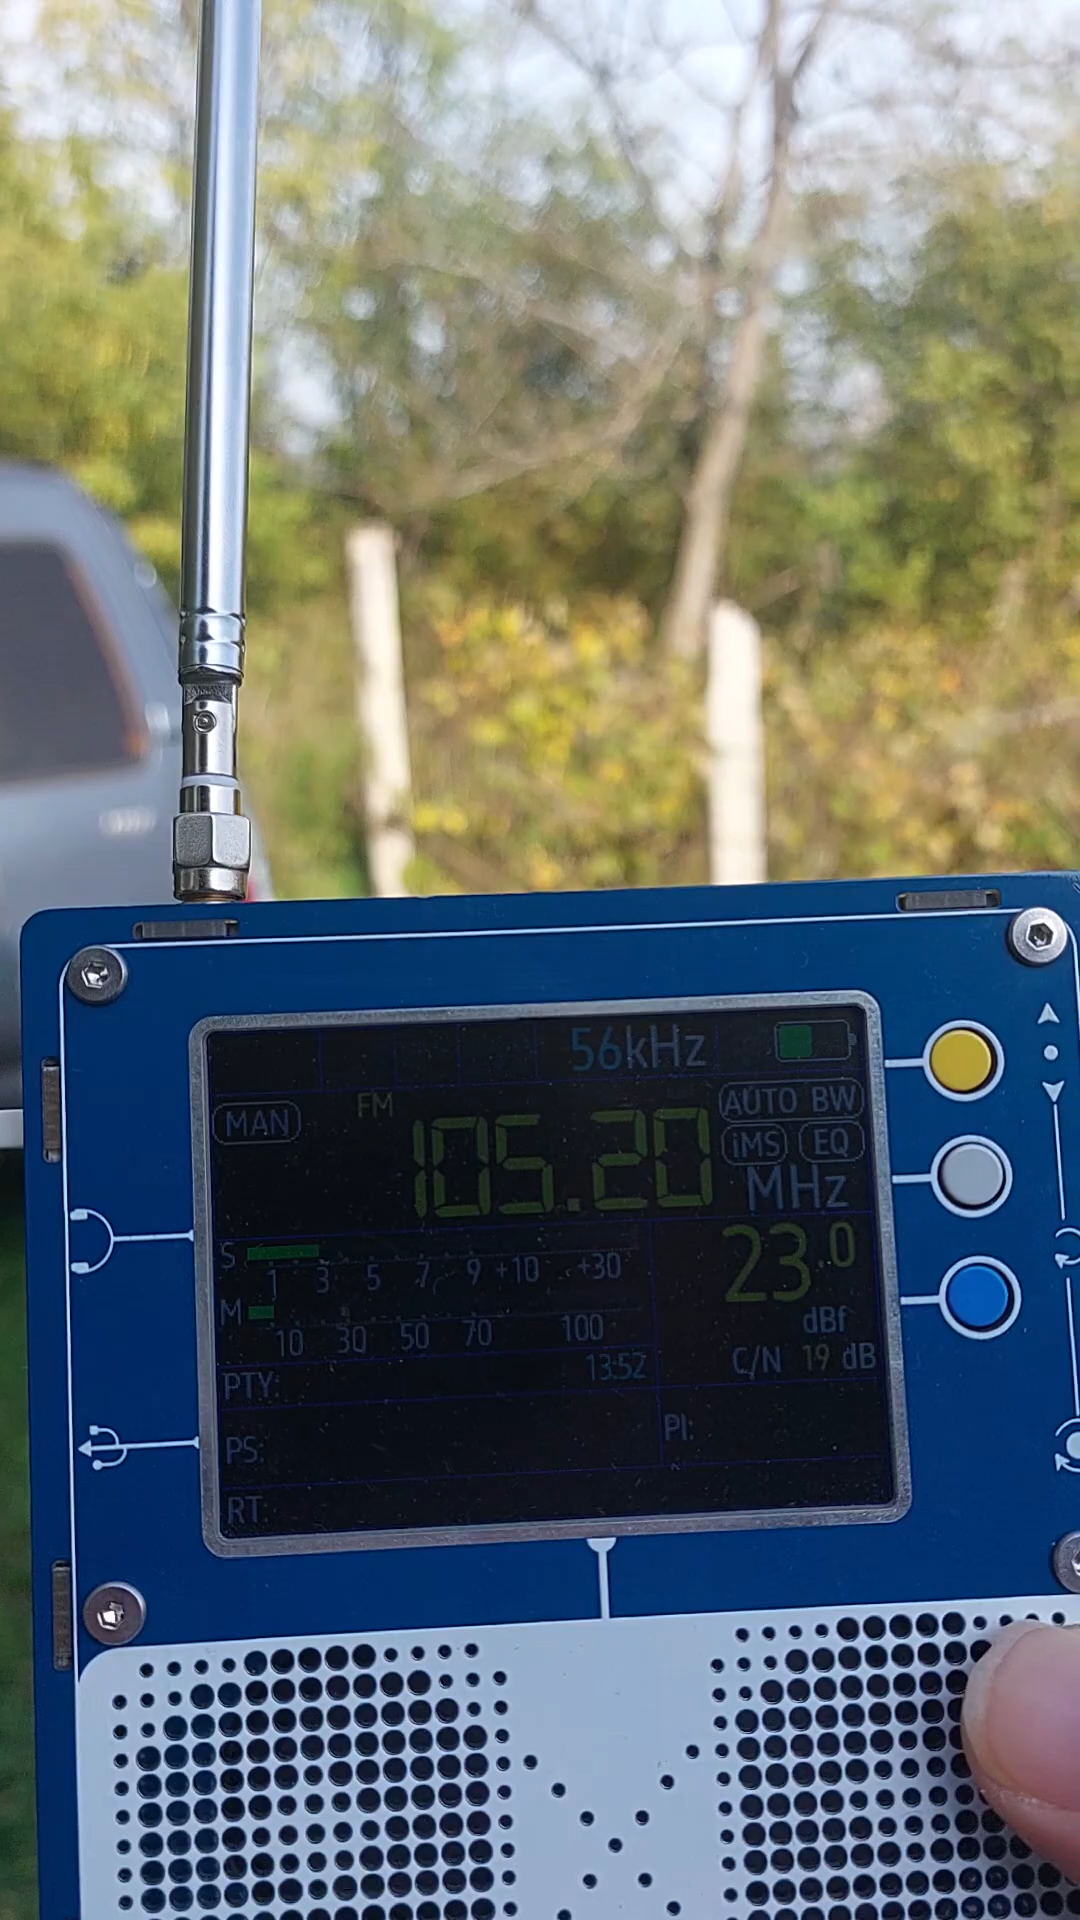 56kHz
MAN
FM
105.20
AUTO BW
iMS
EQ
MHz
S
1 3 5 7 9 +10 +30
M
10 30 50 70 100
23.0
dBf
C/N 19 dB
13:52
PTY:
PS:
PI:
RT: